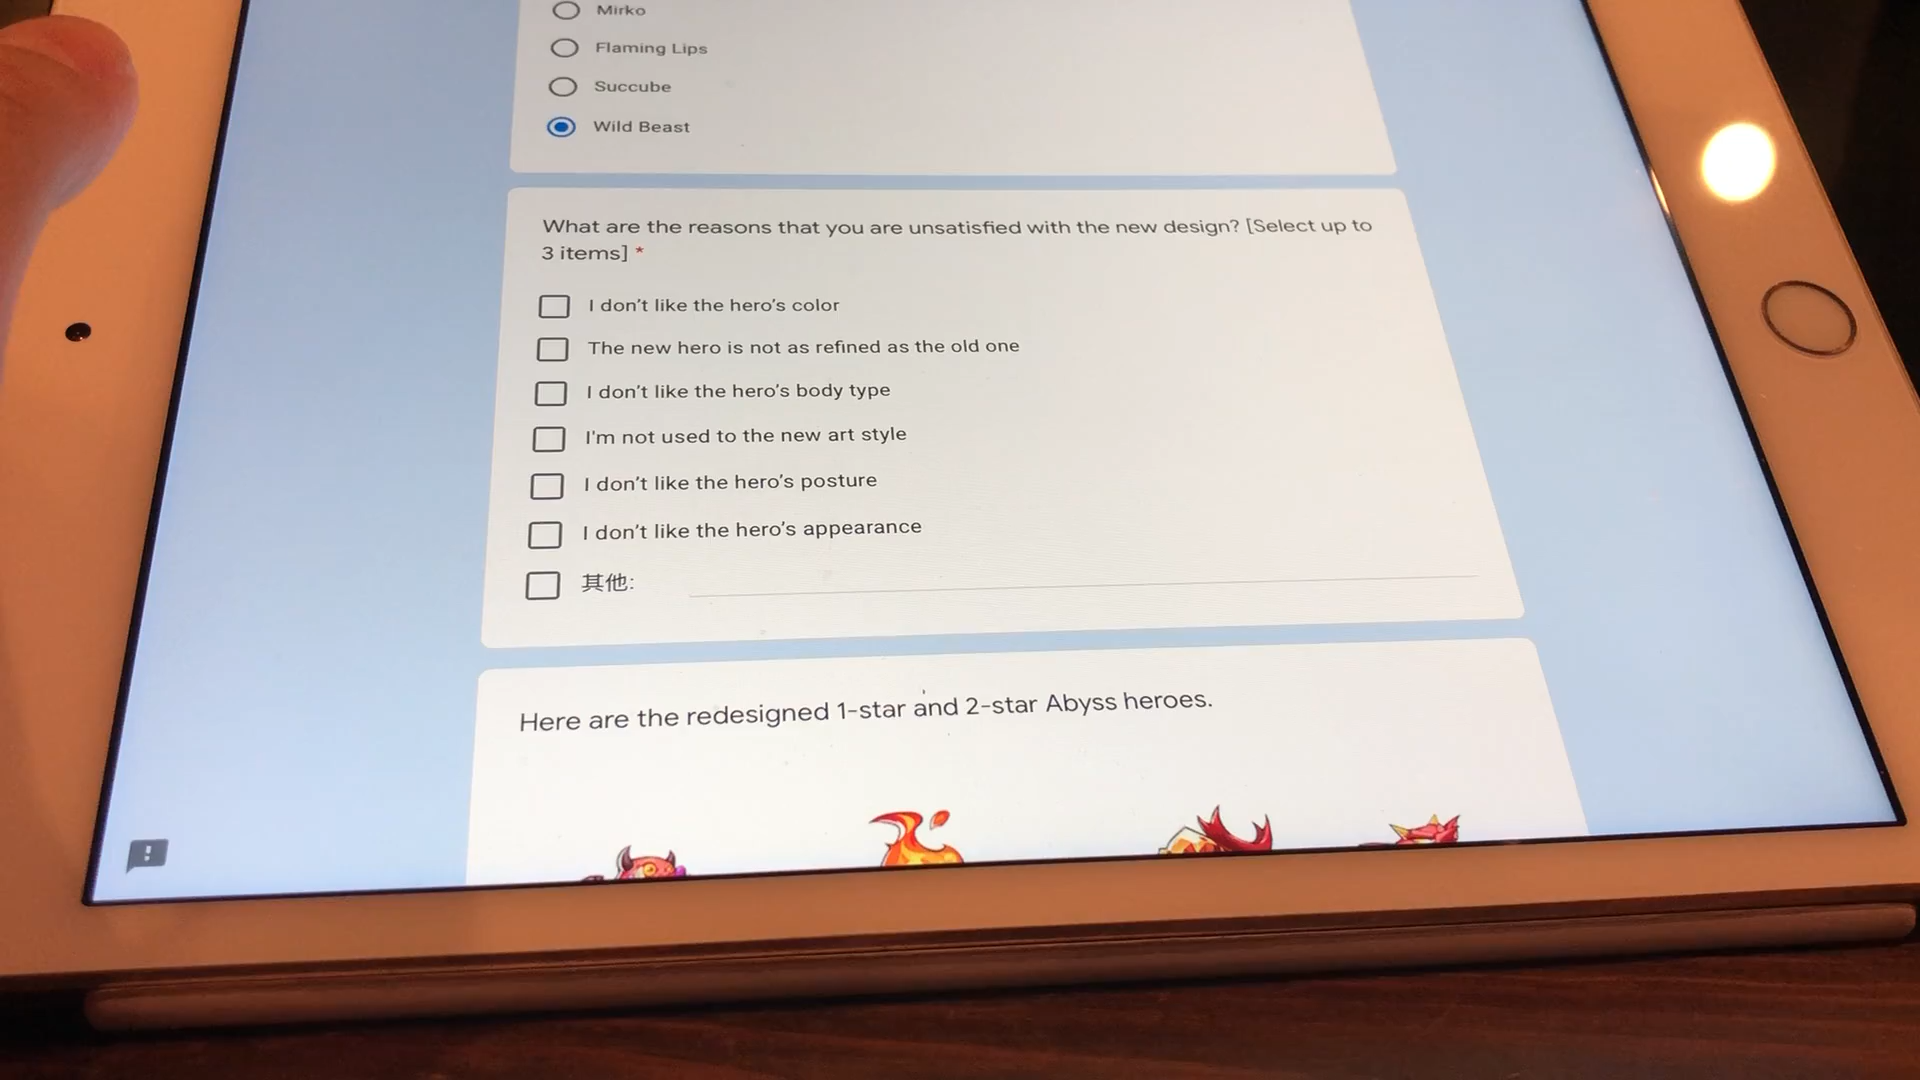 Mirko
Flaming Lips
Succube
Wild Beast
What are the reasons that you are unsatisfied with the new design? [Select up to
3 items] *
I don't like the hero's color
The new hero is not as refined as the old one
I don't like the hero's body type
I'm not used to the new art style
I don't like the hero's posture
I don't like the hero's appearance
其他:
Here are the redesigned 1-star and 2-star Abyss heroes.